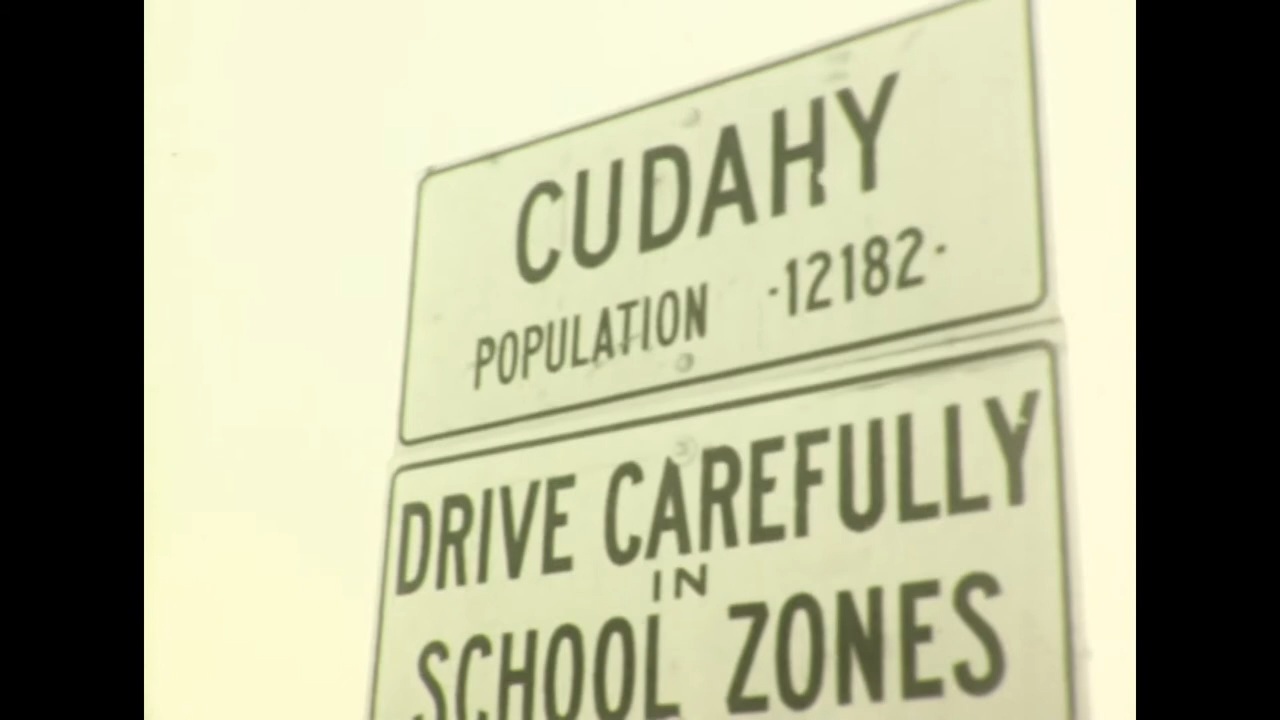 CUDAHY
POPULATION -12182-
DRIVE CAREFULLY
IN
SCHOOL ZONES